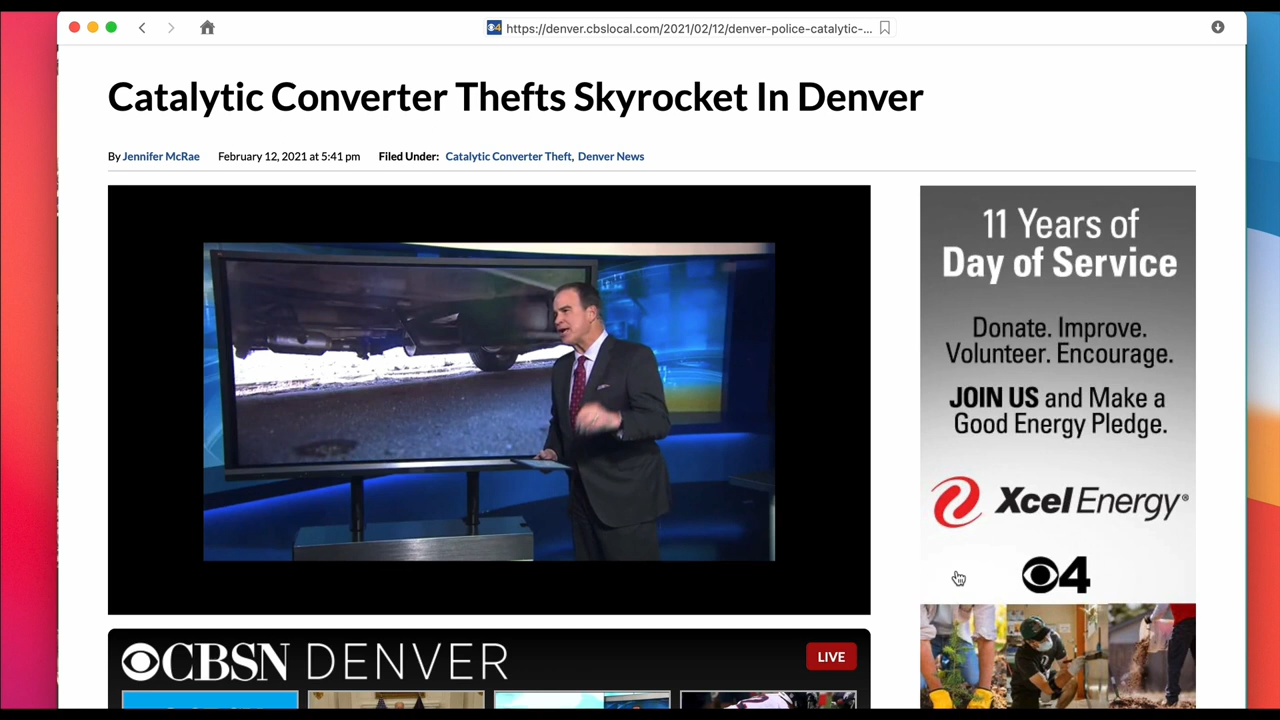 https://denver.cbslocal.com/2021/02/12/denver-police-catalytic-...
Catalytic Converter Thefts Skyrocket In Denver
By Jennifer McRae February 12, 2021 at 5:41 pm Filed Under: Catalytic Converter Theft, Denver News
11 Years of
Day of Service
Donate. Improve.
Volunteer. Encourage.
JOIN US and Make a
Good Energy Pledge.
Xcel Energy®
4
CBSN DENVER
LIVE